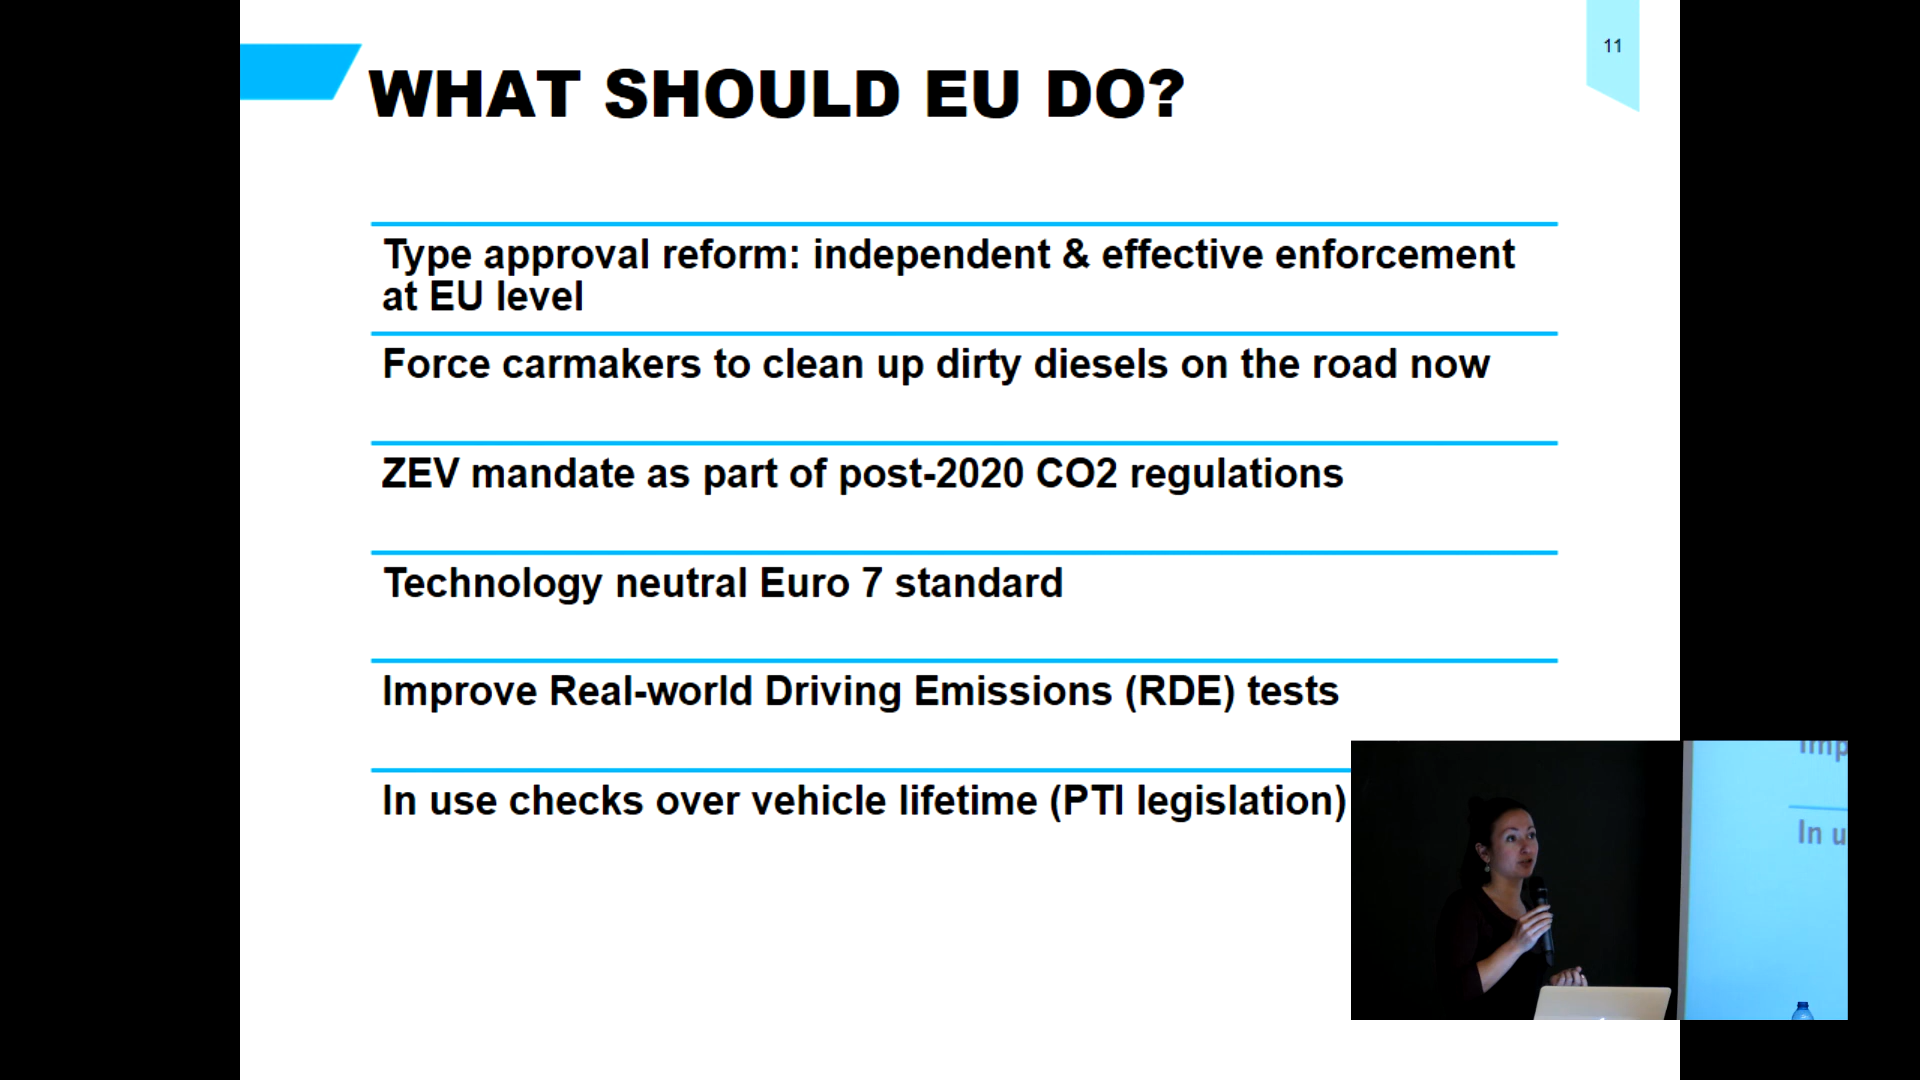 11
WHAT SHOULD EU DO?
Type approval reform: independent & effective enforcement
at EU level
Force carmakers to clean up dirty diesels on the road now
ZEV mandate as part of post-2020 CO2 regulations
Technology neutral Euro 7 standard
Improve Real-world Driving Emissions (RDE) tests
In use checks over vehicle lifetime (PTI legislation)
Imp
In u